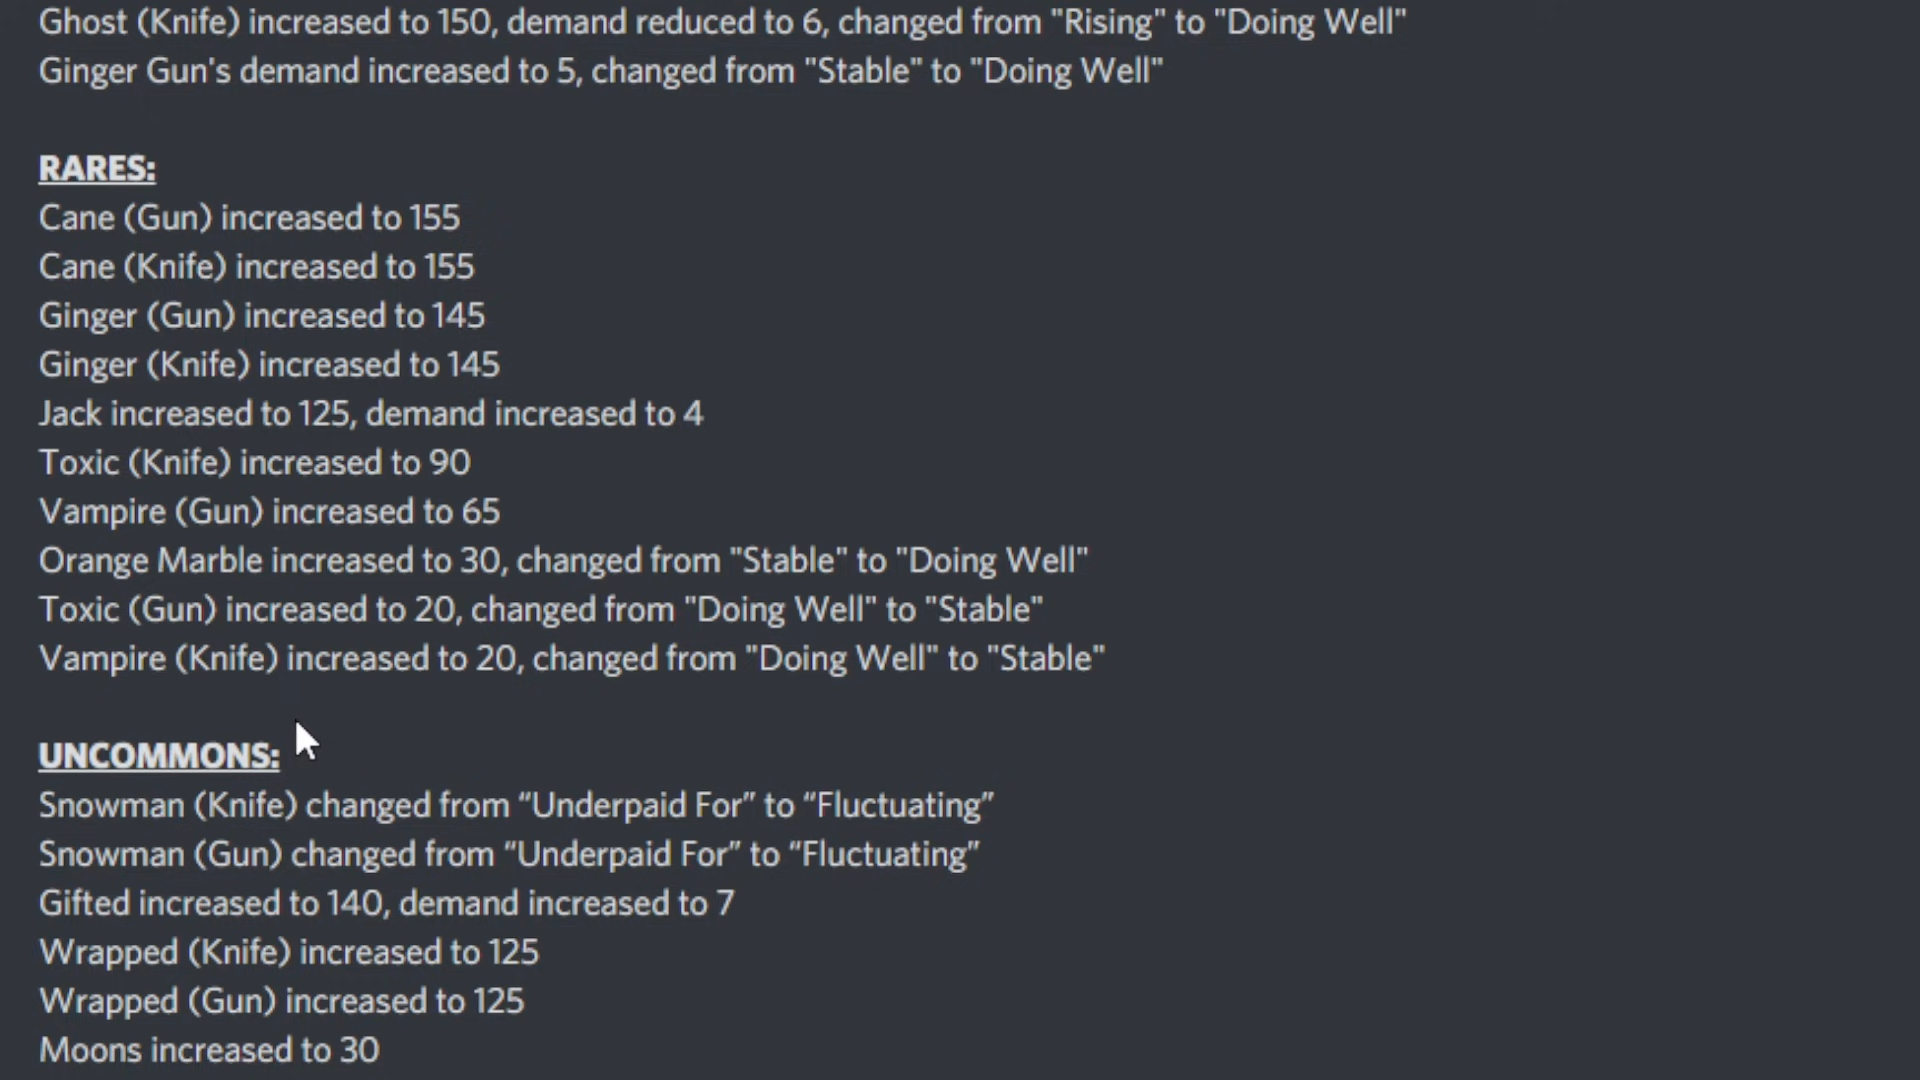 Ghost (Knife) increased to 150, demand reduced to 6, changed from "Rising" to "Doing Well"
Ginger Gun's demand increased to 5, changed from "Stable" to "Doing Well"
RARES:
Cane (Gun) increased to 155
Cane (Knife) increased to 155
Ginger (Gun) increased to 145
Ginger (Knife) increased to 145
Jack increased to 125, demand increased to 4
Toxic (Knife) increased to 90
Vampire (Gun) increased to 65
Orange Marble increased to 30, changed from "Stable" to "Doing Well"
Toxic (Gun) increased to 20, changed from "Doing Well" to "Stable"
Vampire (Knife) increased to 20, changed from "Doing Well" to "Stable"
UNCOMMONS:
Snowman (Knife) changed from “Underpaid For” to “Fluctuating”
Snowman (Gun) changed from “Underpaid For” to “Fluctuating”
Gifted increased to 140, demand increased to 7
Wrapped (Knife) increased to 125
Wrapped (Gun) increased to 125
Moons increased to 30